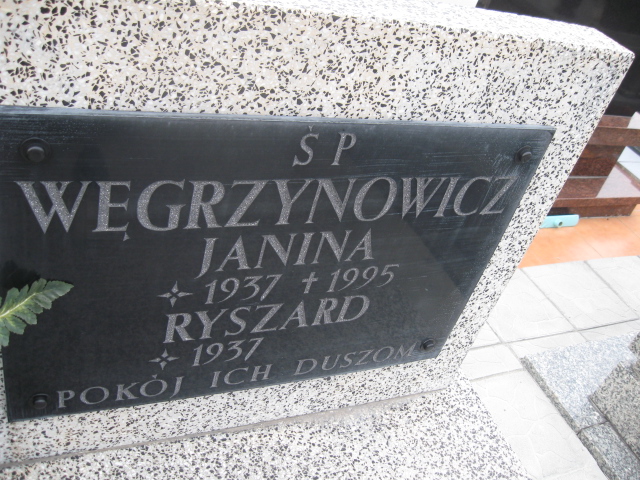 ŚP
WĘGRZYNOWICZ
JANINA
✧ 1937 † 1995
RYSZARD
✧ 1937
POKÓJ ICH DUSZOM